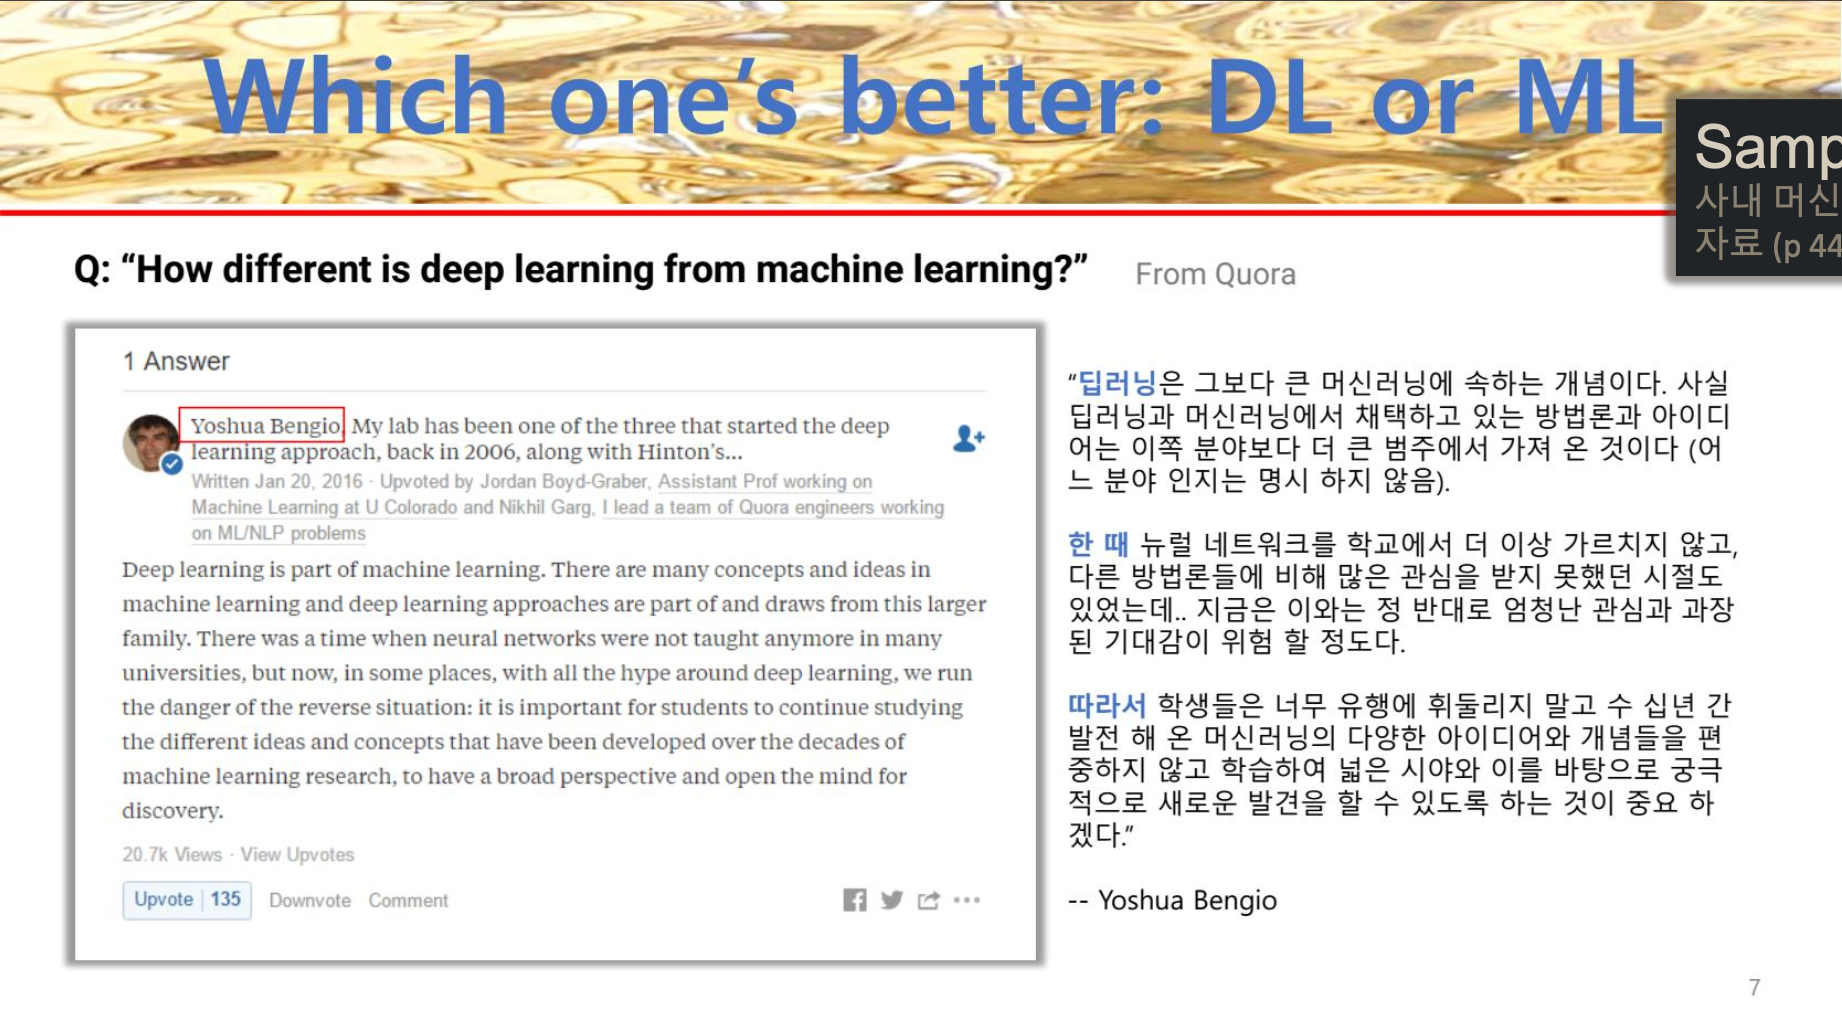 Which one’s better: DL or ML
Samp
사내 머신
자료 (p 44
Q: “How different is deep learning from machine learning?” From Quora
1 Answer
Yoshua Bengio, My lab has been one of the three that started the deep
learning approach, back in 2006, along with Hinton's...
Written Jan 20, 2016 · Upvoted by Jordan Boyd-Graber, Assistant Prof working on
Machine Learning at U Colorado and Nikhil Garg, I lead a team of Quora engineers working
on ML/NLP problems
Deep learning is part of machine learning. There are many concepts and ideas in
machine learning and deep learning approaches are part of and draws from this larger
family. There was a time when neural networks were not taught anymore in many
universities, but now, in some places, with all the hype around deep learning, we run
the danger of the reverse situation: it is important for students to continue studying
the different ideas and concepts that have been developed over the decades of
machine learning research, to have a broad perspective and open the mind for
discovery.
20.7k Views · View Upvotes
Upvote | 135 Downvote Comment
“딥러닝은 그보다 큰 머신러닝에 속하는 개념이다. 사실
딥러닝과 머신러닝에서 채택하고 있는 방법론과 아이디
어는 이쪽 분야보다 더 큰 범주에서 가져 온 것이다 (어
느 분야 인지는 명시 하지 않음).
한 때 뉴럴 네트워크를 학교에서 더 이상 가르치지 않고,
다른 방법론들에 비해 많은 관심을 받지 못했던 시절도
있었는데.. 지금은 이와는 정 반대로 엄청난 관심과 과장
된 기대감이 위험 할 정도다.
따라서 학생들은 너무 유행에 휘둘리지 말고 수 십년 간
발전 해 온 머신러닝의 다양한 아이디어와 개념들을 편
중하지 않고 학습하여 넓은 시야와 이를 바탕으로 궁극
적으로 새로운 발견을 할 수 있도록 하는 것이 중요 하
겠다.”
-- Yoshua Bengio
7